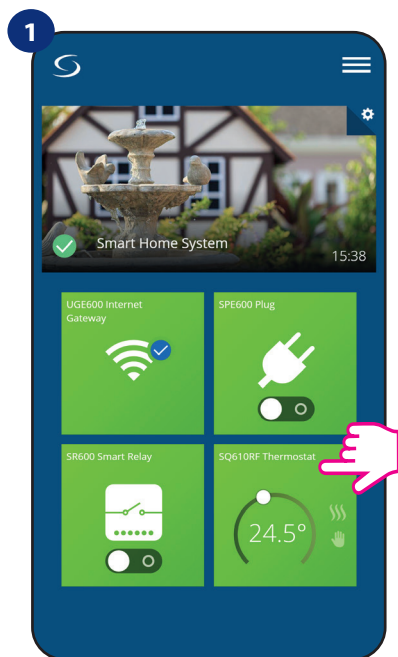 1
Smart Home System
15:38
UGE600 Internet
Gateway
SPE600 Plug
SR600 Smart Relay
SQ610RF Thermostat
24.5°